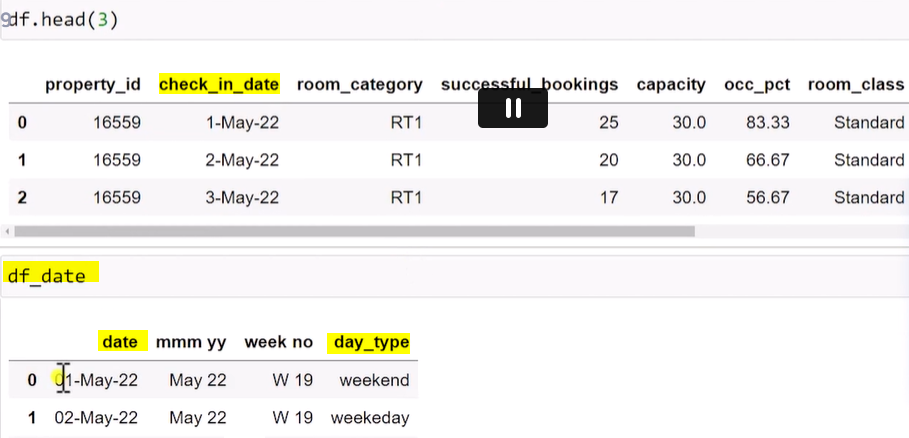 9df.head(3)
property_id check_in_date room_category successful_bookings capacity occ_pct room_class
0 16559 1-May-22 RT1 25 30.0 83.33 Standard
1 16559 2-May-22 RT1 20 30.0 66.67 Standard
2 16559 3-May-22 RT1 17 30.0 56.67 Standard
df_date
date mmm yy week no day_type
0 01-May-22 May 22 W 19 weekend
1 02-May-22 May 22 W 19 weekeday